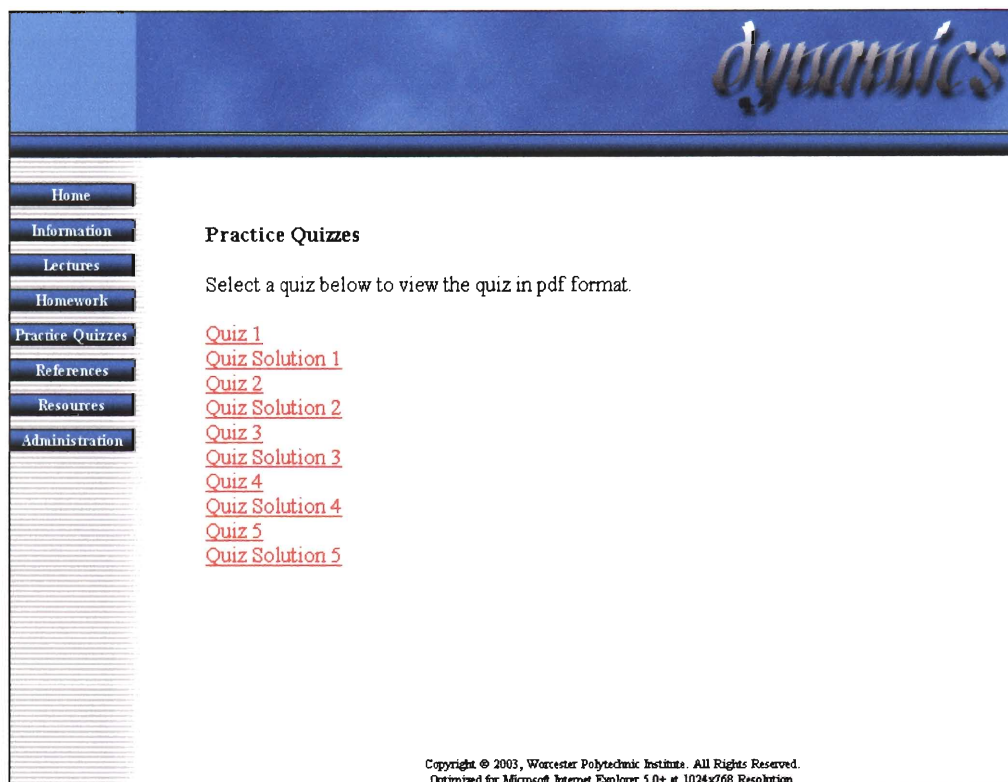 dynamics
Home
Information
Lectures
Homework
Practice Quizzes
References
Resources
Administration
Practice Quizzes
Select a quiz below to view the quiz in pdf format.
Quiz 1
Quiz Solution 1
Quiz 2
Quiz Solution 2
Quiz 3
Quiz Solution 3
Quiz 4
Quiz Solution 4
Quiz 5
Quiz Solution 5
Copyright © 2003, Worcester Polytechnic Institute. All Rights Reserved.
Optimized for Microsoft Internet Explorer 5.0+ at 1024x768 Resolution